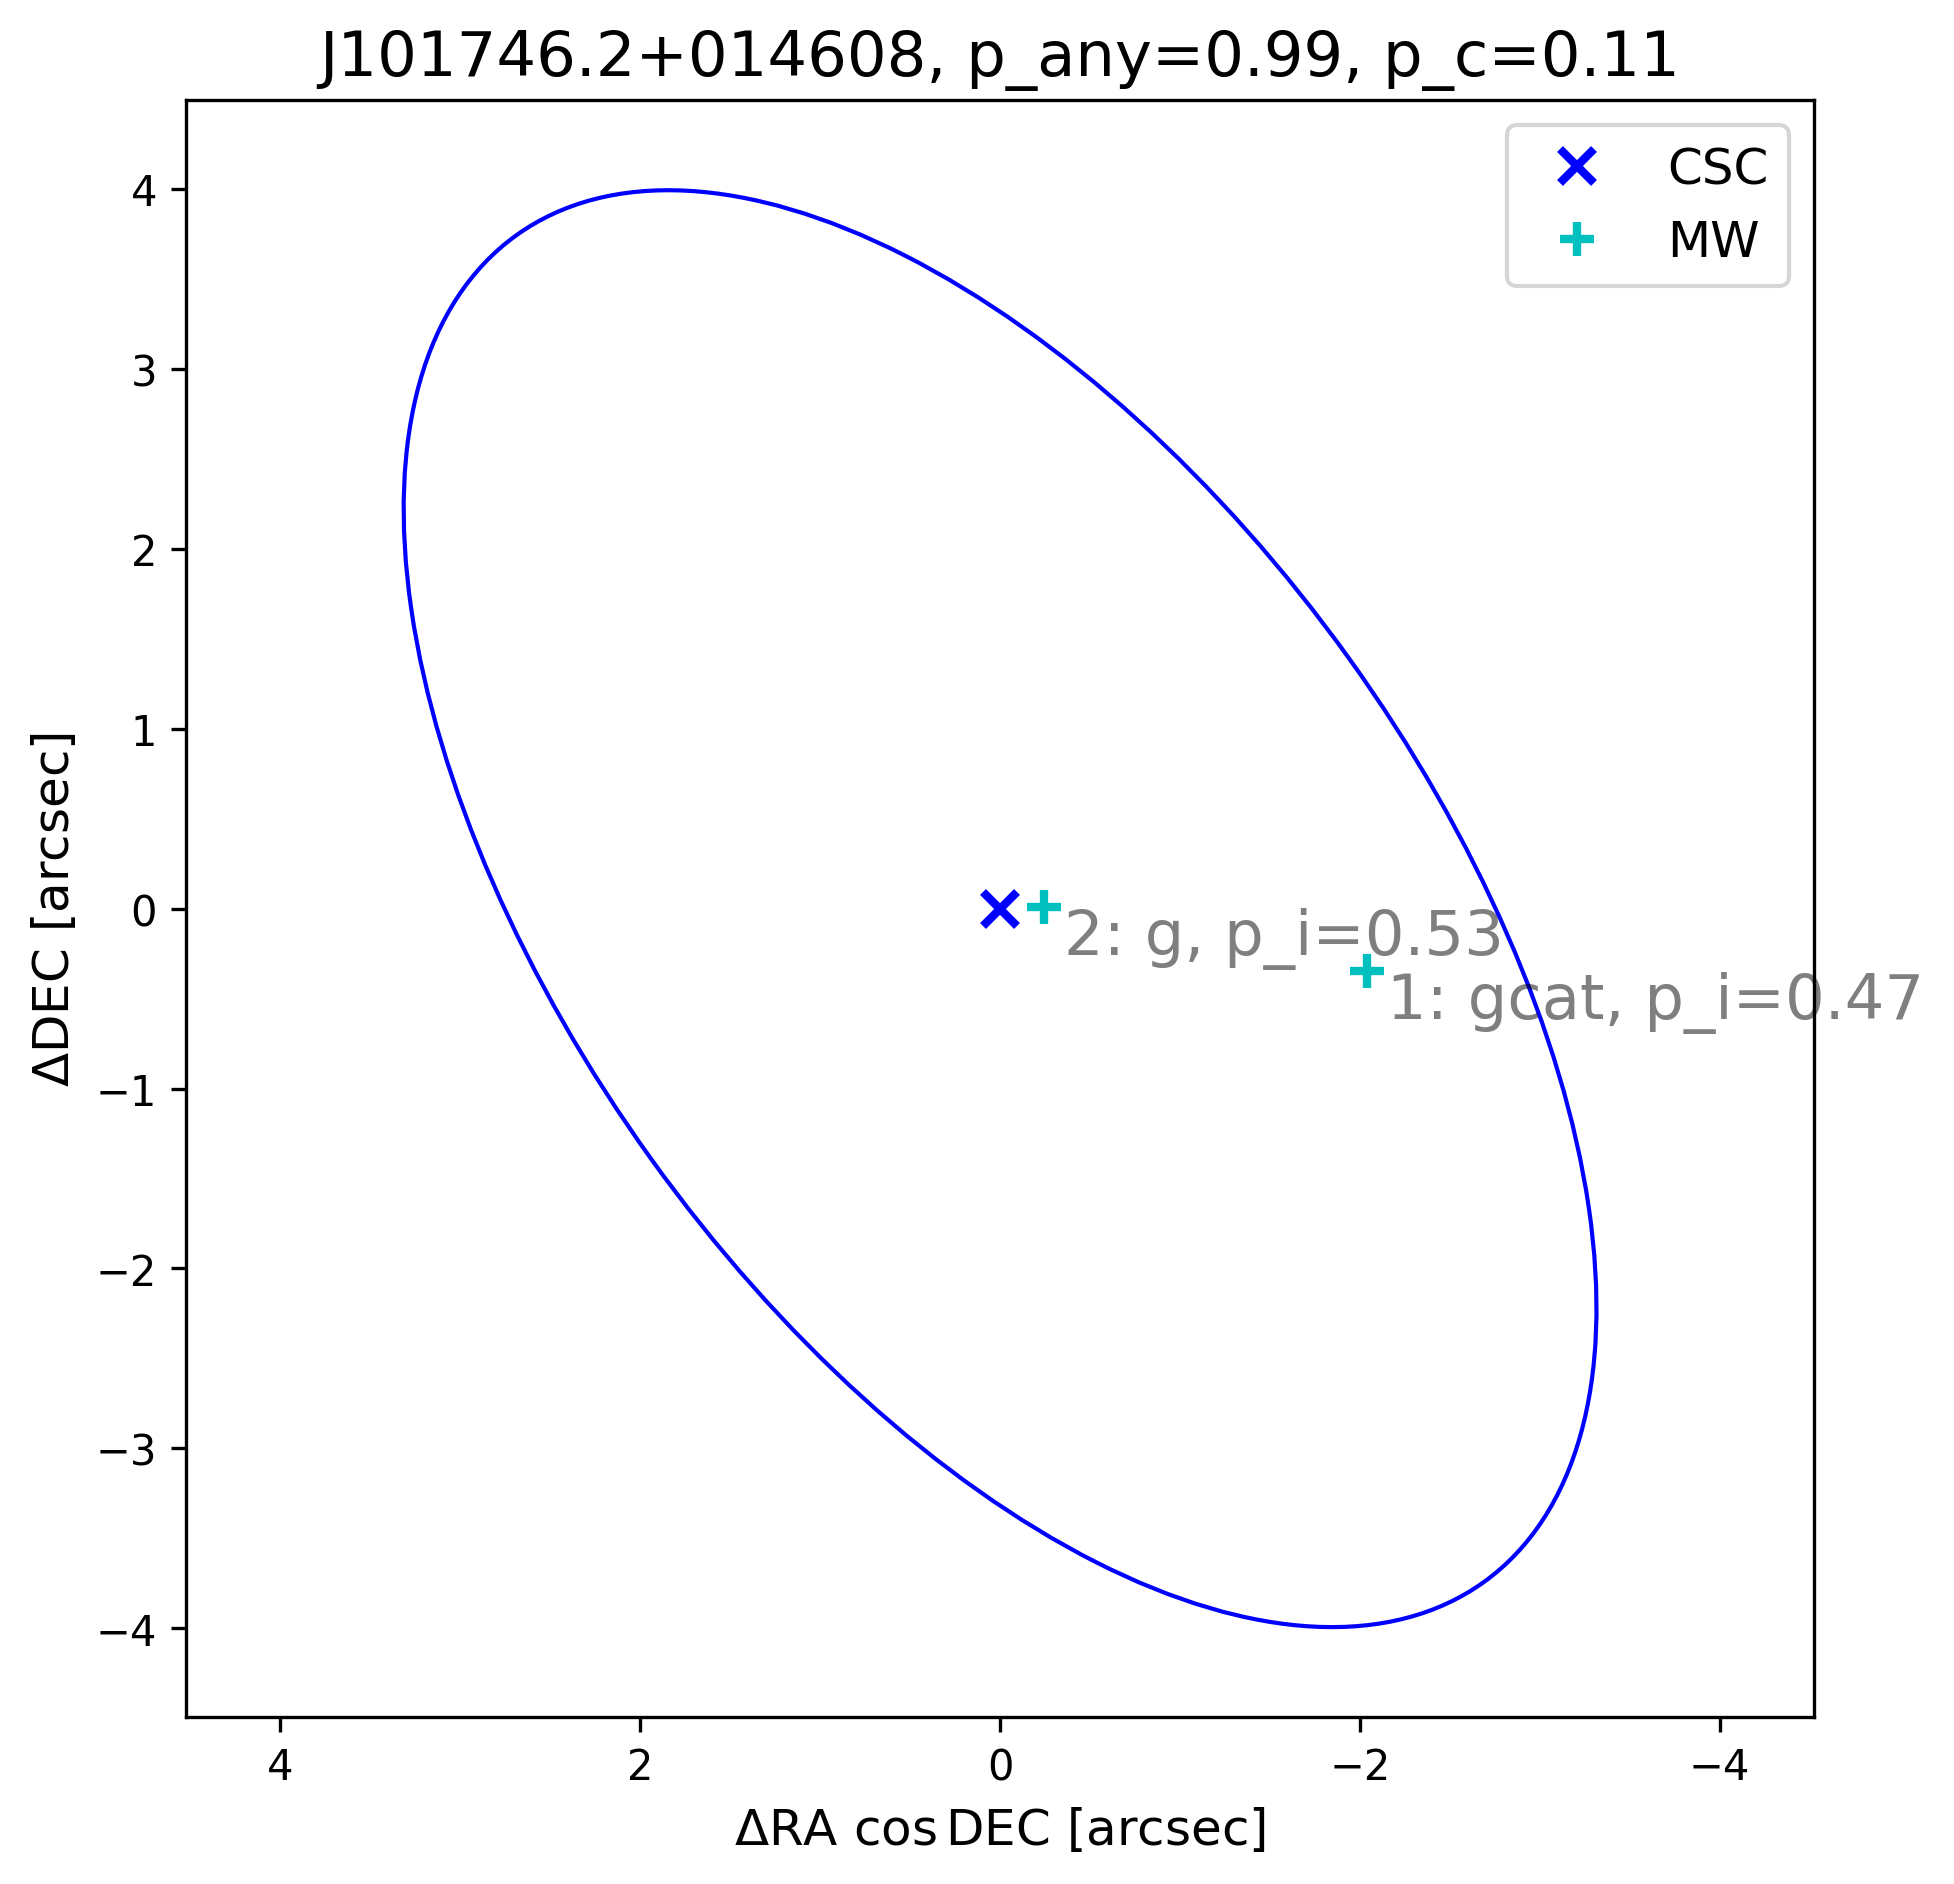 J101746.2+014608, p_any=0.99, p_c=0.11
CSC
MW
4
3
2
1
0
−1
−2
−3
−4
ΔDEC [arcsec]
2: g, p_i=0.53
1: gcat, p_i=0.47
4
2
0
−2
−4
ΔRA cos DEC [arcsec]